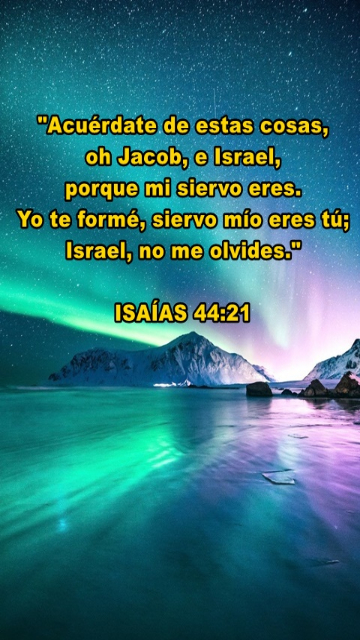 "Acuérdate de estas cosas,
oh Jacob, e Israel,
porque mi siervo eres.
Yo te formé, siervo mío eres tú;
Israel, no me olvides."
ISAÍAS 44:21